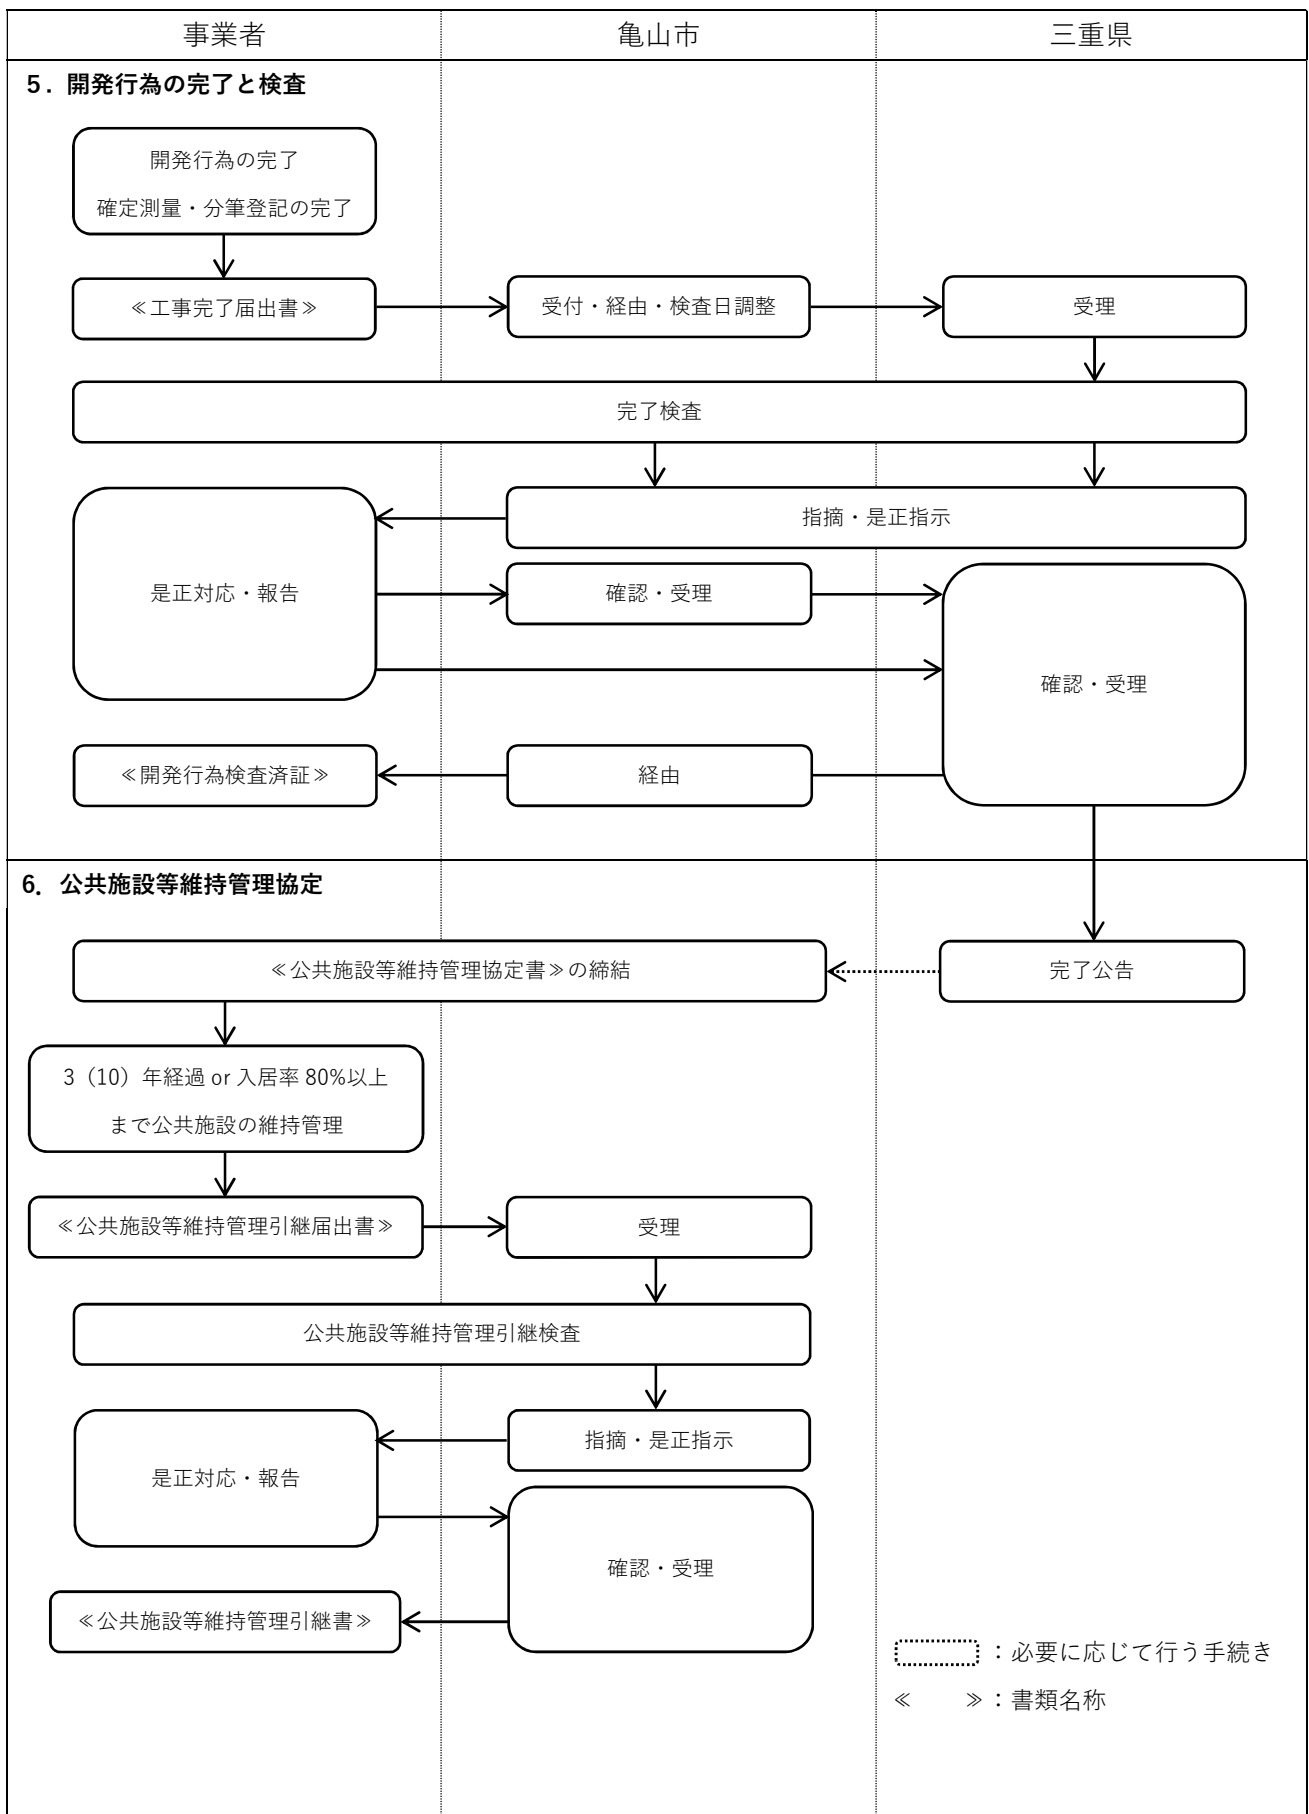 事業者
亀山市
三重県
5．開発行為の完了と検査
開発行為の完了
確定測量・分筆登記の完了
≪工事完了届出書≫
受付・経由・検査日調整
受理
完了検査
指摘・是正指示
是正対応・報告
確認・受理
確認・受理
≪開発行為検査済証≫
経由
6．公共施設等維持管理協定
≪公共施設等維持管理協定書≫の締結
完了公告
3（10）年経過 or 入居率 80%以上
まで公共施設の維持管理
≪公共施設等維持管理引継届出書≫
受理
公共施設等維持管理引継検査
指摘・是正指示
是正対応・報告
確認・受理
≪公共施設等維持管理引継書≫
：必要に応じて行う手続き
≪　　≫：書類名称